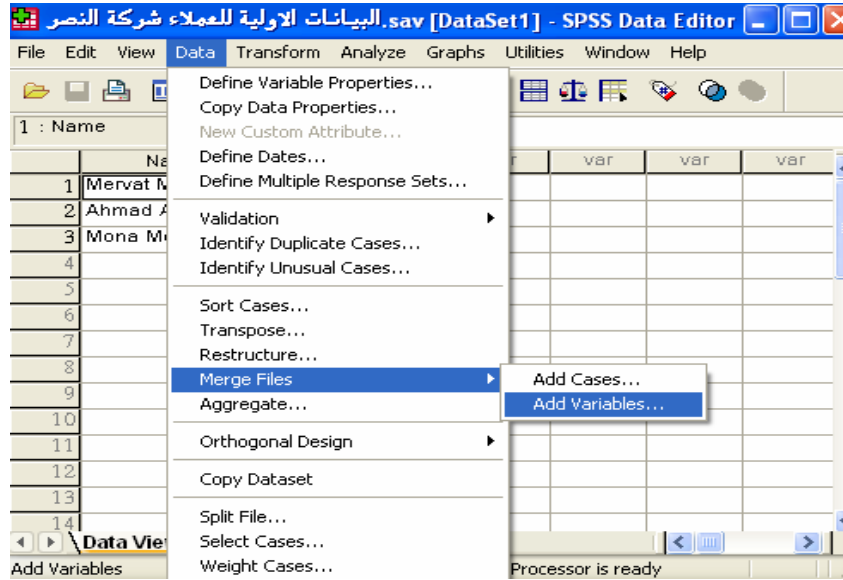 البيانات الاولية للعملاء شركة النصر.sav [DataSet1] - SPSS Data Editor
File Edit View Data Transform Analyze Graphs Utilities Window Help
1 : Name
var var var
1 Mervat
2 Ahmad
3 Mona
4
5
6
7
8
9
10
11
12
13
14
Define Variable Properties...
Copy Data Properties...
New Custom Attribute...
Define Dates...
Define Multiple Response Sets...
Validation
Identify Duplicate Cases...
Identify Unusual Cases...
Sort Cases...
Transpose...
Restructure...
Merge Files
Aggregate...
Orthogonal Design
Copy Dataset
Split File...
Select Cases...
Weight Cases...
Add Cases...
Add Variables...
Data
Add Variables
Processor is ready